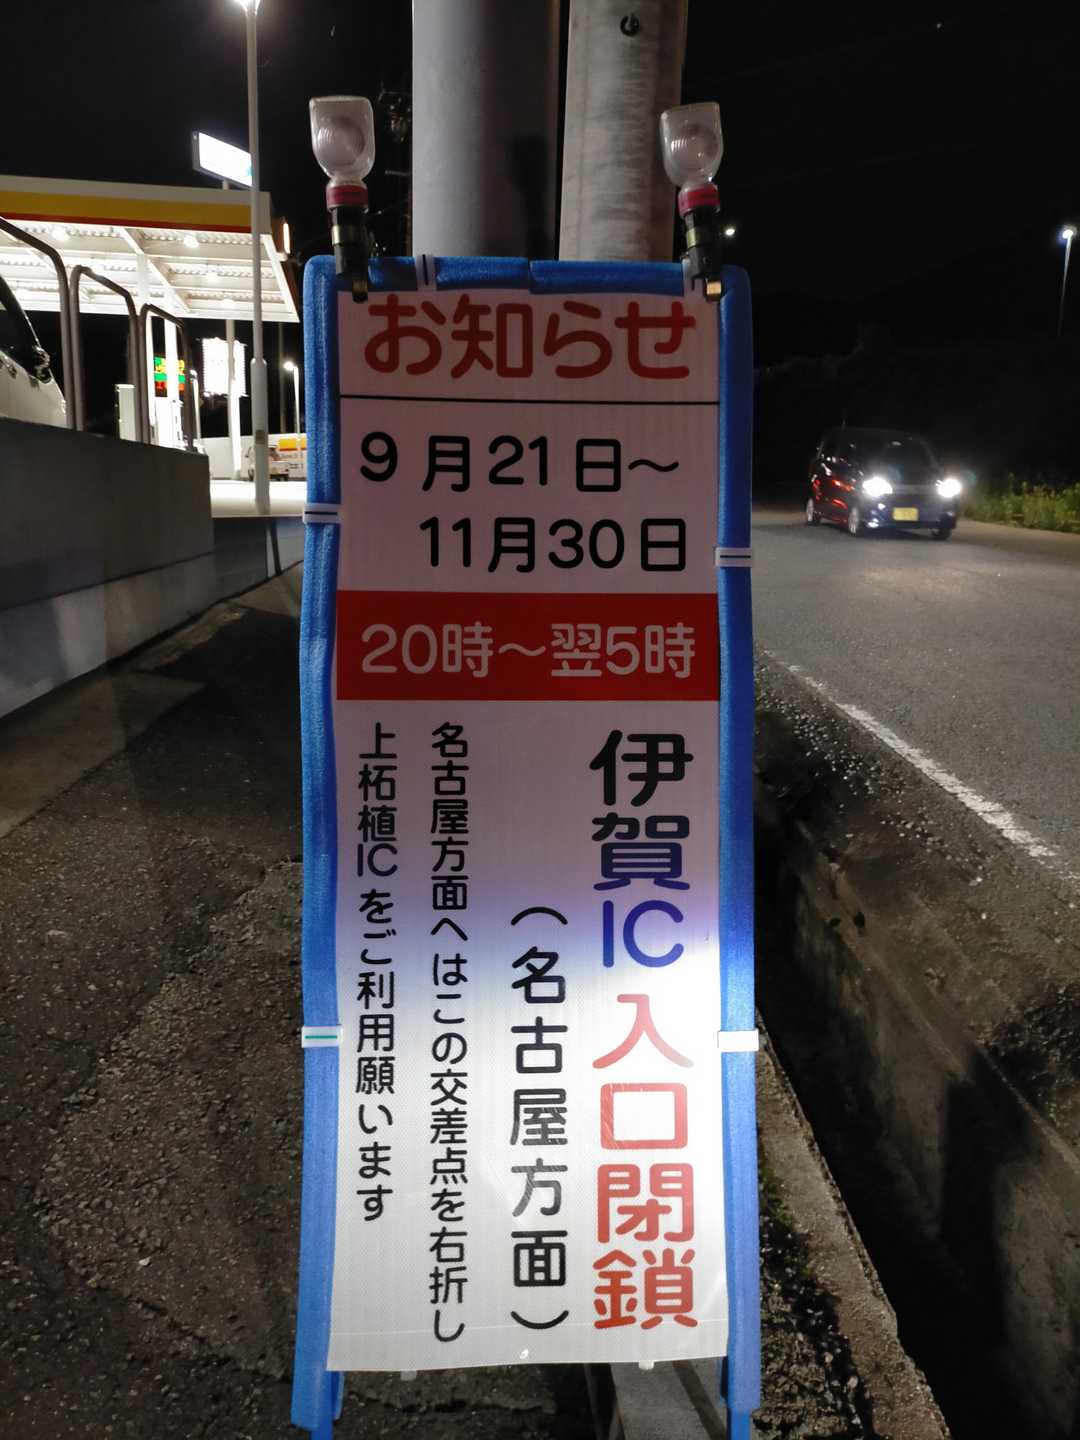 お知らせ
9月21日～
11月30日
20時～翌5時
伊賀IC入口閉鎖
（名古屋方面）
名古屋方面へはこの交差点を右折し
上柘植ICをご利用願います